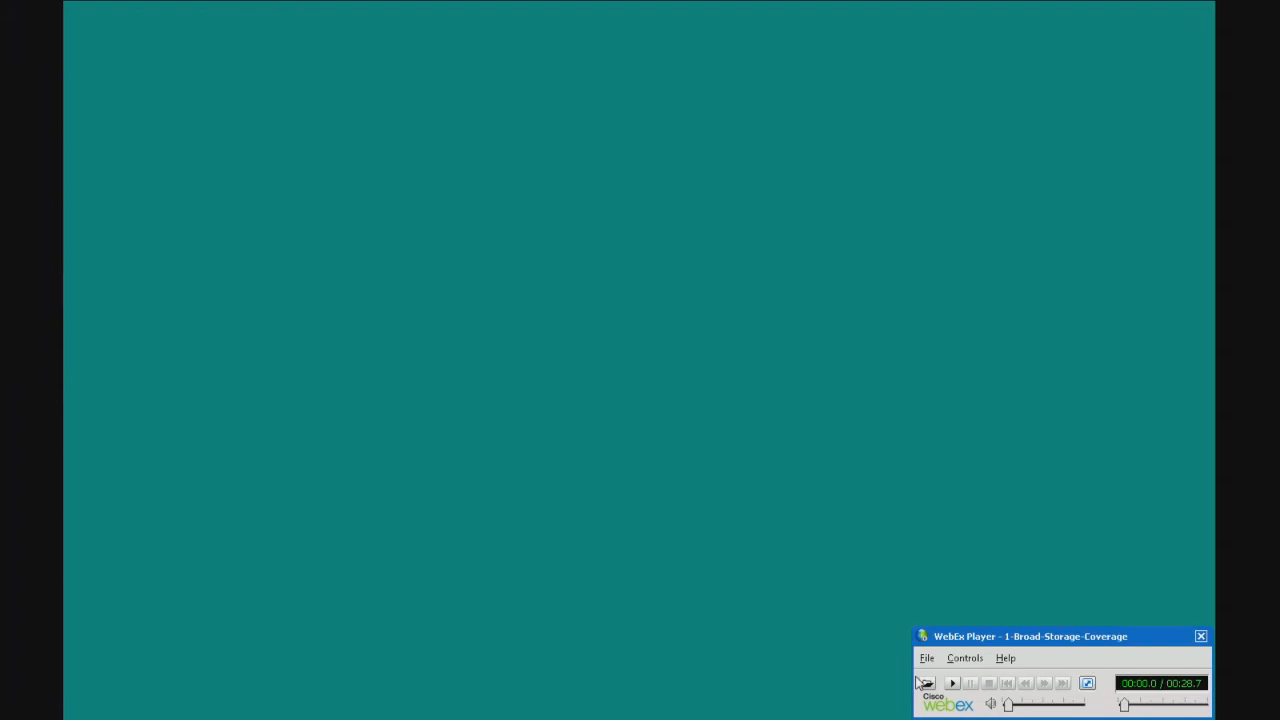 WebEx Player - 1-Broad-Storage-Coverage
File Controls Help
00:00.0 / 00:28.7
Cisco
webex